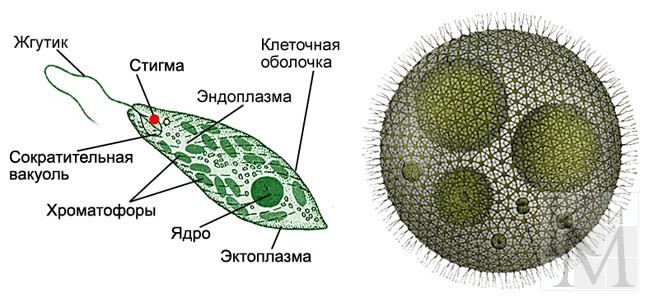 Жгутик
Стигма
Эндоплазма
Клеточная
оболочка
Сократительная
вакуоль
Хроматофоры
Ядро
Эктоплазма
M